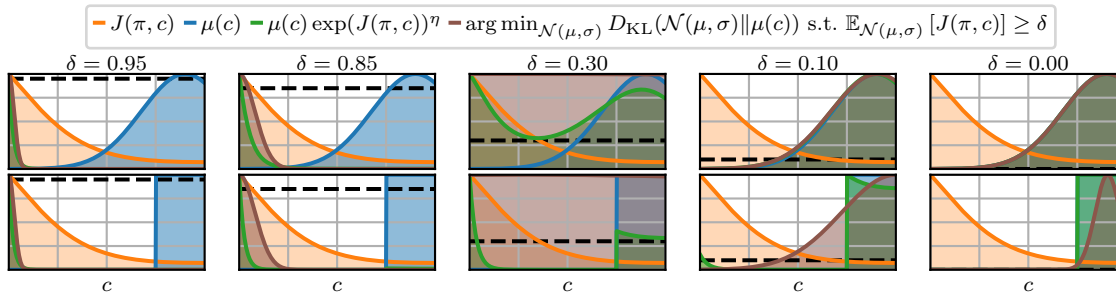 J(π, c) μ(c) μ(c) exp(J(π, c))^η arg min_{𝒩(μ,σ)} D_KL(𝒩(μ, σ)‖μ(c)) s.t. 𝔼_{𝒩(μ,σ)} [J(π, c)] ≥ δ
δ = 0.95 δ = 0.85 δ = 0.30 δ = 0.10 δ = 0.00
c c c c c